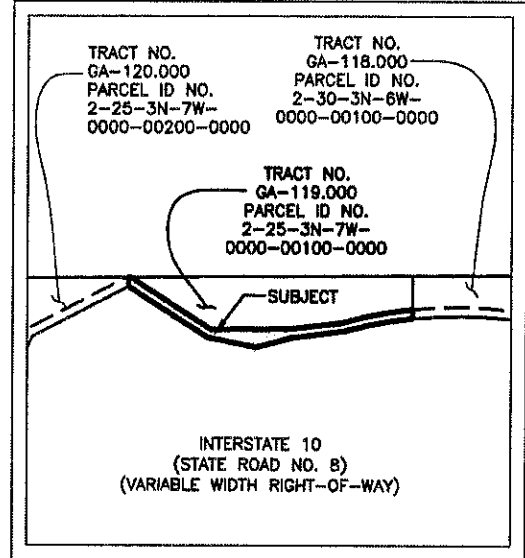 TRACT NO.
GA-120.000
PARCEL ID NO.
2-25-3N-7W-
0000-00200-0000
TRACT NO.
GA-118.000
PARCEL ID NO.
2-30-3N-6W-
0000-00100-0000
TRACT NO.
GA-119.000
PARCEL ID NO.
2-25-3N-7W-
0000-00100-0000
SUBJECT
INTERSTATE 10
(STATE ROAD NO. 8)
(VARIABLE WIDTH RIGHT-OF-WAY)